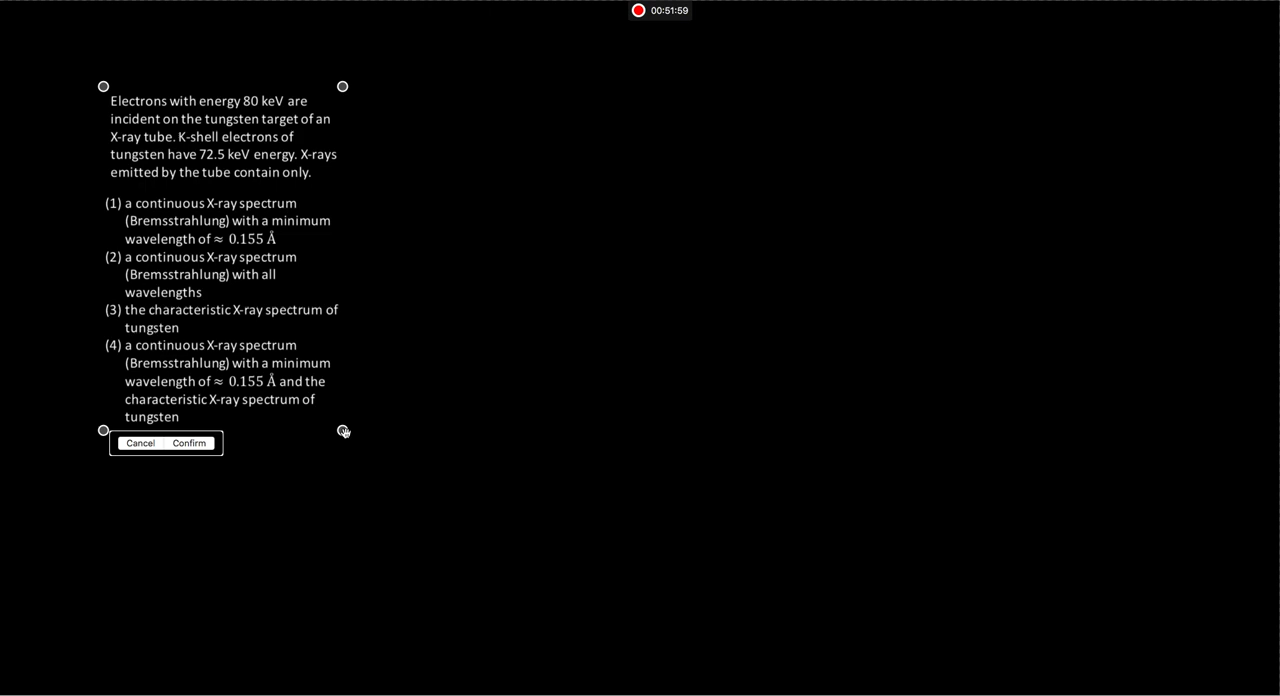 00:51:59
Electrons with energy 80 keV are
incident on the tungsten target of an
X-ray tube. K-shell electrons of
tungsten have 72.5 keV energy. X-rays
emitted by the tube contain only.
(1) a continuous X-ray spectrum
(Bremsstrahlung) with a minimum
wavelength of ≈ 0.155 Å
(2) a continuous X-ray spectrum
(Bremsstrahlung) with all
wavelengths
(3) the characteristic X-ray spectrum of
tungsten
(4) a continuous X-ray spectrum
(Bremsstrahlung) with a minimum
wavelength of ≈ 0.155 Å and the
characteristic X-ray spectrum of
tungsten
Cancel Confirm